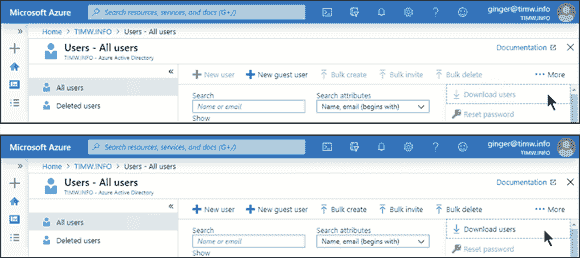 Microsoft Azure Search resources, services, and docs (G+/) ginger@timw.info
TIMW.INFO
Home > TIMW.INFO > Users - All users
Users - All users Documentation
TIMW.INFO - Azure Active Directory
All users New user New guest user Bulk create Bulk invite Bulk delete More
Deleted users Search Search attributes Download users
Name or email Name, email (begins with) Reset password
Show
Microsoft Azure Search resources, services, and docs (G+/) ginger@timw.info
TIMW.INFO
Home > TIMW.INFO > Users - All users
Users - All users Documentation
TIMW.INFO - Azure Active Directory
All users New user New guest user Bulk create Bulk invite Bulk delete More
Deleted users Search Search attributes Download users
Name or email Name, email (begins with) Reset password
Show